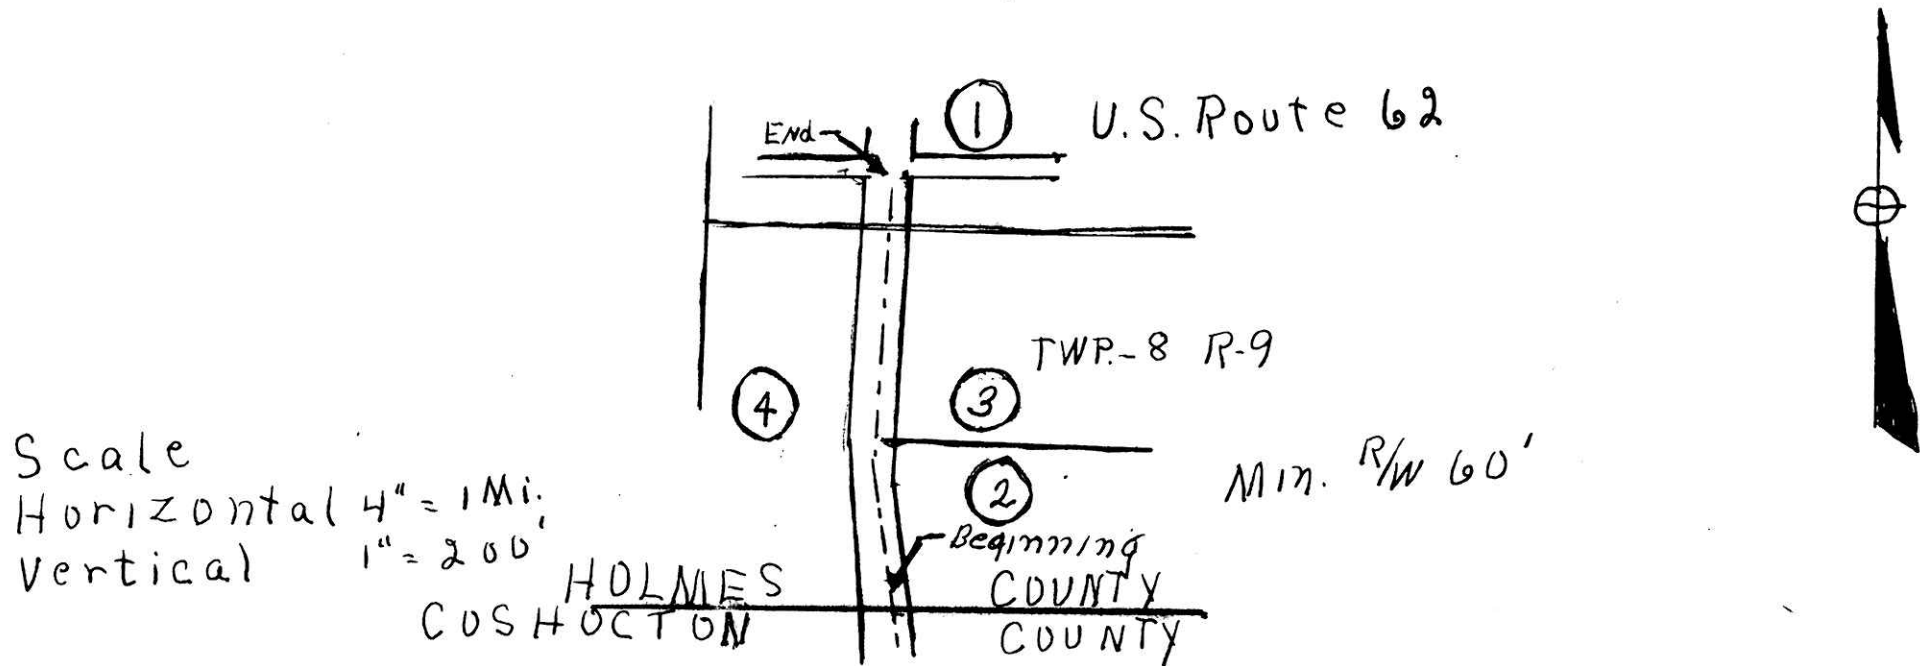 ① U.S. Route 62
End
TWP.-8 R-9
④
③
②
Min. R/W 60'
Scale
Horizontal 4" = 1 Mi.
Vertical 1" = 200'
Beginning
HOLMES COUNTY
COSHOCTON COUNTY